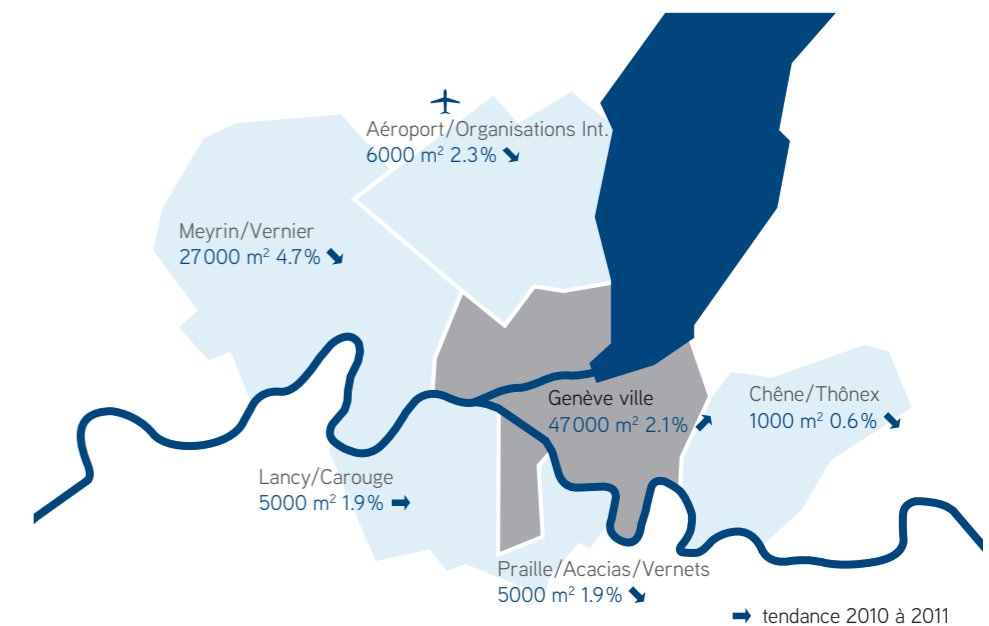 Aéroport/Organisations Int.
6000 m² 2.3% ➘
Meyrin/Vernier
27000 m² 4.7% ➘
Genève ville
47000 m² 2.1% ➚
Chêne/Thônex
1000 m² 0.6% ➘
Lancy/Carouge
5000 m² 1.9% ➡
Praille/Acacias/Vernets
5000 m² 1.9% ➘
➡ tendance 2010 à 2011